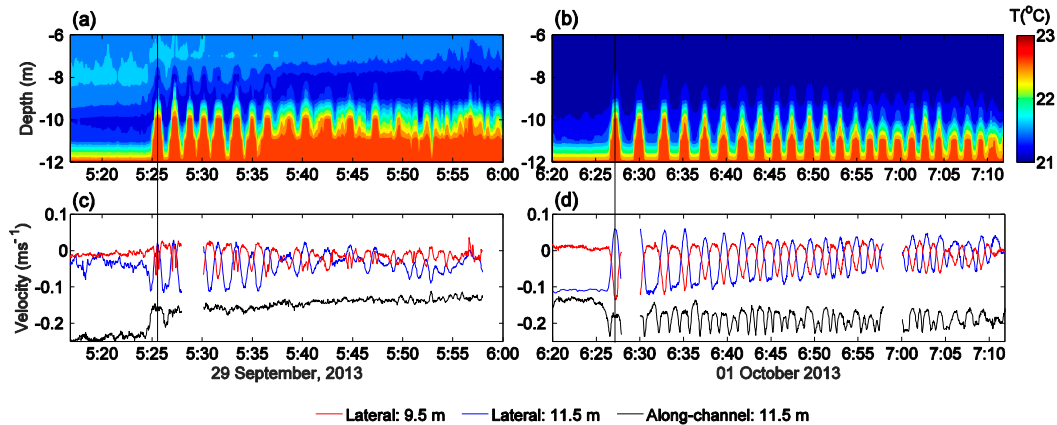 (a)
(b)
T(°C)
-6
-8
-10
-12
Depth (m)
5:20 5:25 5:30 5:35 5:40 5:45 5:50 5:55 6:00
-6
-8
-10
-12
6:20 6:25 6:30 6:35 6:40 6:45 6:50 6:55 7:00 7:05 7:10
23
22
21
(c)
(d)
0.1
0
-0.1
-0.2
Velocity (ms⁻¹)
5:20 5:25 5:30 5:35 5:40 5:45 5:50 5:55 6:00
29 September, 2013
0.1
0
-0.1
-0.2
6:20 6:25 6:30 6:35 6:40 6:45 6:50 6:55 7:00 7:05 7:10
01 October 2013
Lateral: 9.5 m Lateral: 11.5 m Along-channel: 11.5 m